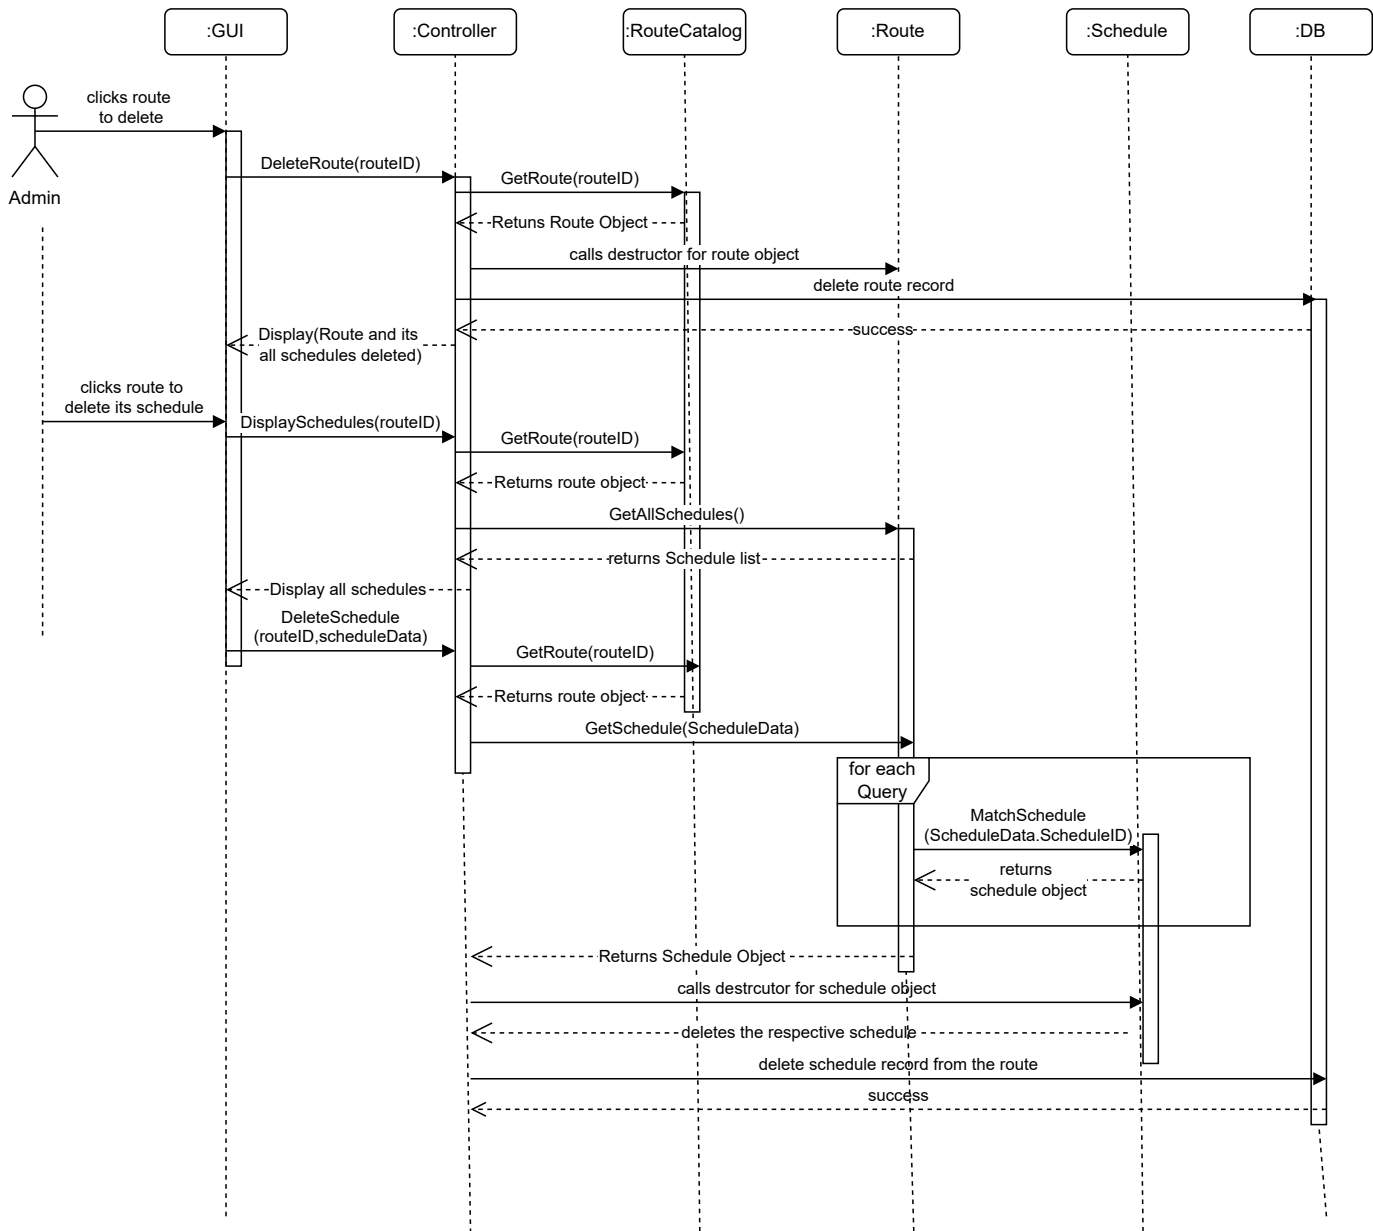 :GUI
:Controller
:RouteCatalog
:Route
:Schedule
:DB
clicks route
to delete
Admin
DeleteRoute(routeID)
GetRoute(routeID)
Retuns Route Object
calls destructor for route object
delete route record
success
Display(Route and its
all schedules deleted)
clicks route to
delete its schedule
DisplaySchedules(routeID)
GetRoute(routeID)
Returns route object
GetAllSchedules()
returns Schedule list
Display all schedules
DeleteSchedule
(routeID,scheduleData)
GetRoute(routeID)
Returns route object
GetSchedule(ScheduleData)
for each
Query
MatchSchedule
(ScheduleData.ScheduleID)
returns
schedule object
Returns Schedule Object
calls destrcutor for schedule object
deletes the respective schedule
delete schedule record from the route
success